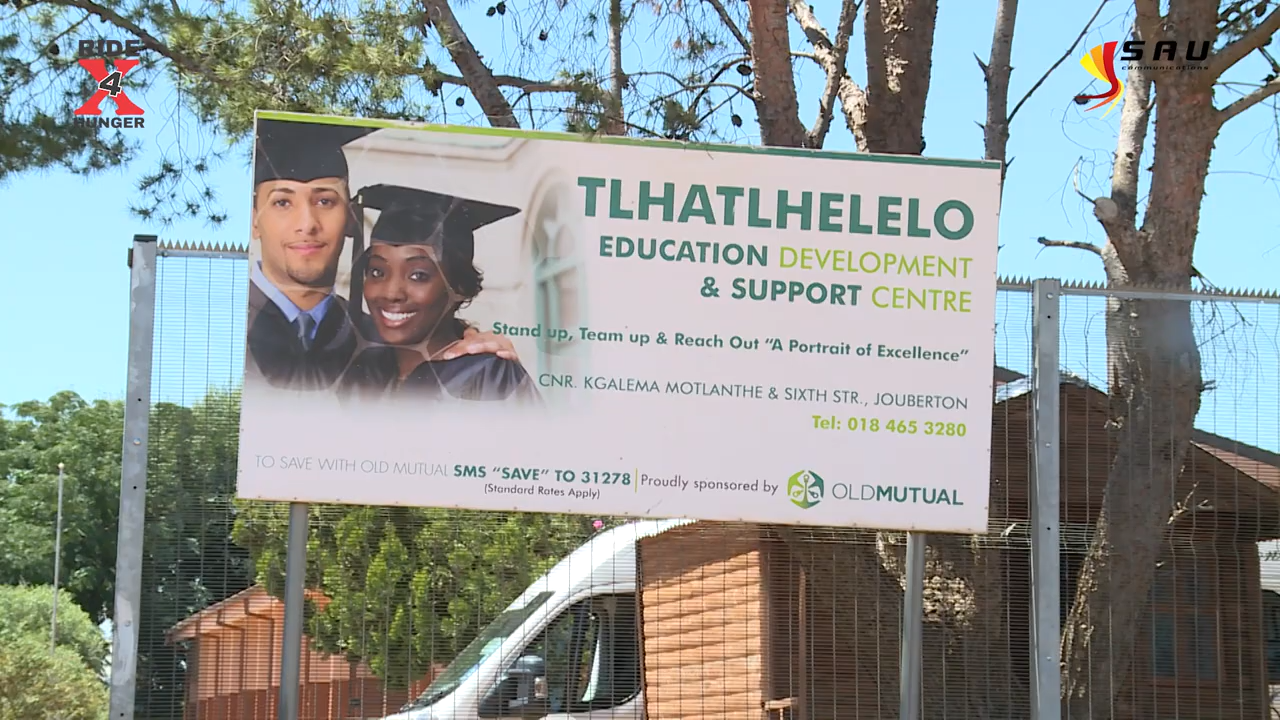 RIDE
X
4
HUNGER
SAU
communications
TLHATLHELELO
EDUCATION DEVELOPMENT
& SUPPORT CENTRE
Stand up, Team up & Reach Out “A Portrait of Excellence”
CNR. KGALEMA MOTLANTHE & SIXTH STR., JOUBERTON
Tel: 018 465 3280
TO SAVE WITH OLD MUTUAL SMS “SAVE” TO 31278
(Standard Rates Apply)
Proudly sponsored by
OLDMUTUAL